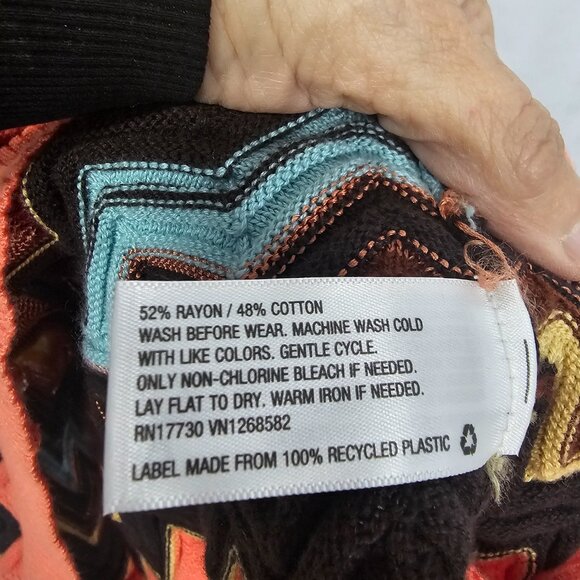 52% RAYON / 48% COTTON
WASH BEFORE WEAR. MACHINE WASH COLD
WITH LIKE COLORS. GENTLE CYCLE.
ONLY NON-CHLORINE BLEACH IF NEEDED.
LAY FLAT TO DRY. WARM IRON IF NEEDED.
RN17730 VN1268582
LABEL MADE FROM 100% RECYCLED PLASTIC